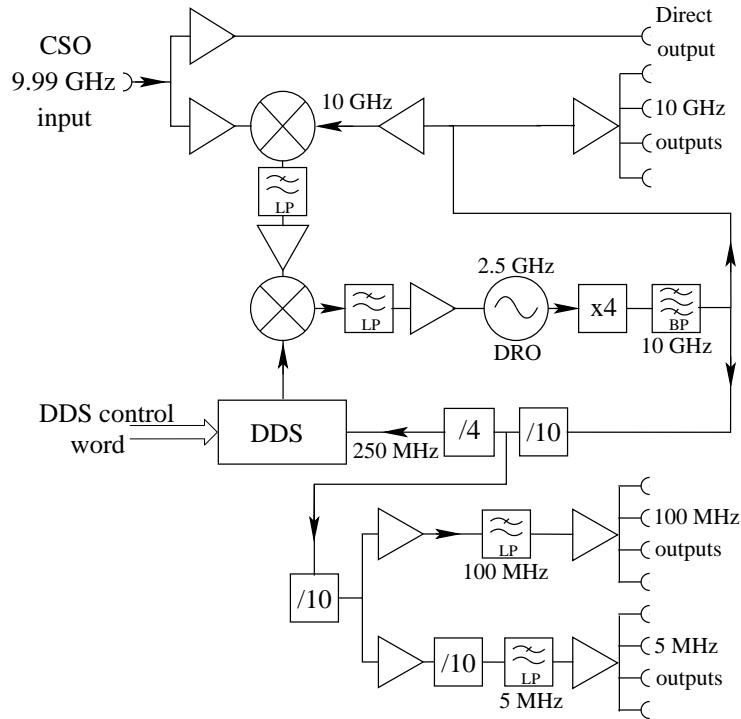 CSO
9.99 GHz
input
Direct
output
10 GHz
10 GHz
outputs
LP
2.5 GHz
LP
DRO
x4
BP
10 GHz
DDS control
word
DDS
250 MHz
/4
/10
/10
LP
100 MHz
100 MHz
outputs
/10
LP
5 MHz
5 MHz
outputs